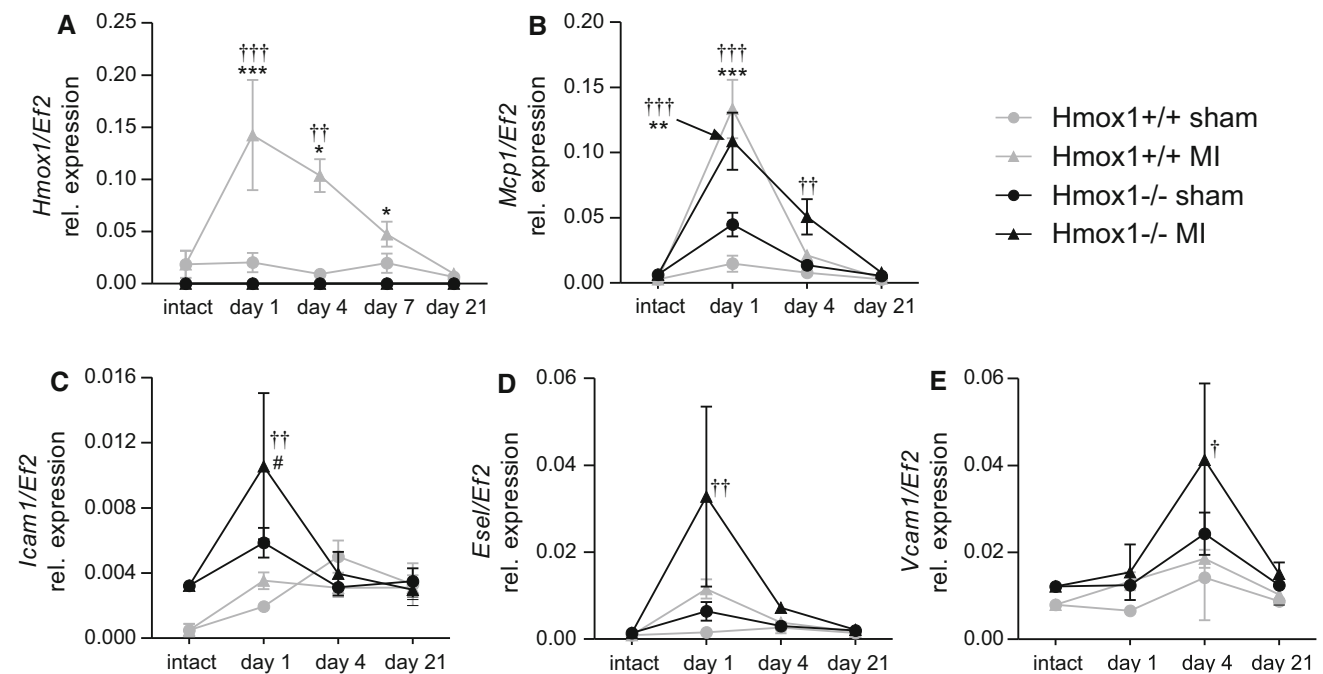 A
Hmox1/Ef2
rel. expression
0.25
0.20
0.15
0.10
0.05
0.00
†††
***
††
*
*
intact day 1 day 4 day 7 day 21
B
Mcp1/Ef2
rel. expression
0.20
0.15
0.10
0.05
0.00
†††
***
†††
**
††
intact day 1 day 4 day 21
Hmox1+/+ sham
Hmox1+/+ MI
Hmox1-/- sham
Hmox1-/- MI
C
Icam1/Ef2
rel. expression
0.016
0.012
0.008
0.004
0.000
††
#
intact day 1 day 4 day 21
D
Esel/Ef2
rel. expression
0.06
0.04
0.02
0.00
††
intact day 1 day 4 day 21
E
Vcam1/Ef2
rel. expression
0.06
0.04
0.02
0.00
†
intact day 1 day 4 day 21